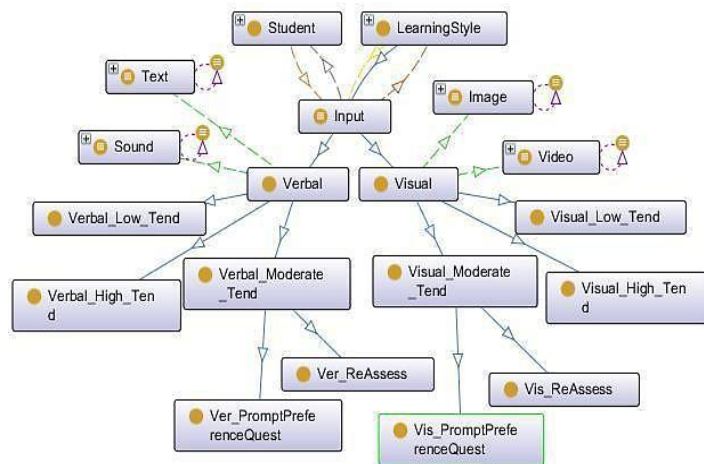 Student
LearningStyle
Text
Image
Input
Sound
Video
Verbal
Visual
Verbal_Low_Tend
Visual_Low_Tend
Verbal_High_Ten
d
Verbal_Moderate
_Tend
Visual_Moderate
_Tend
Visual_High_Ten
d
Ver_ReAssess
Vis_ReAssess
Ver_PromptPrefe
renceQuest
Vis_PromptPrefe
renceQuest